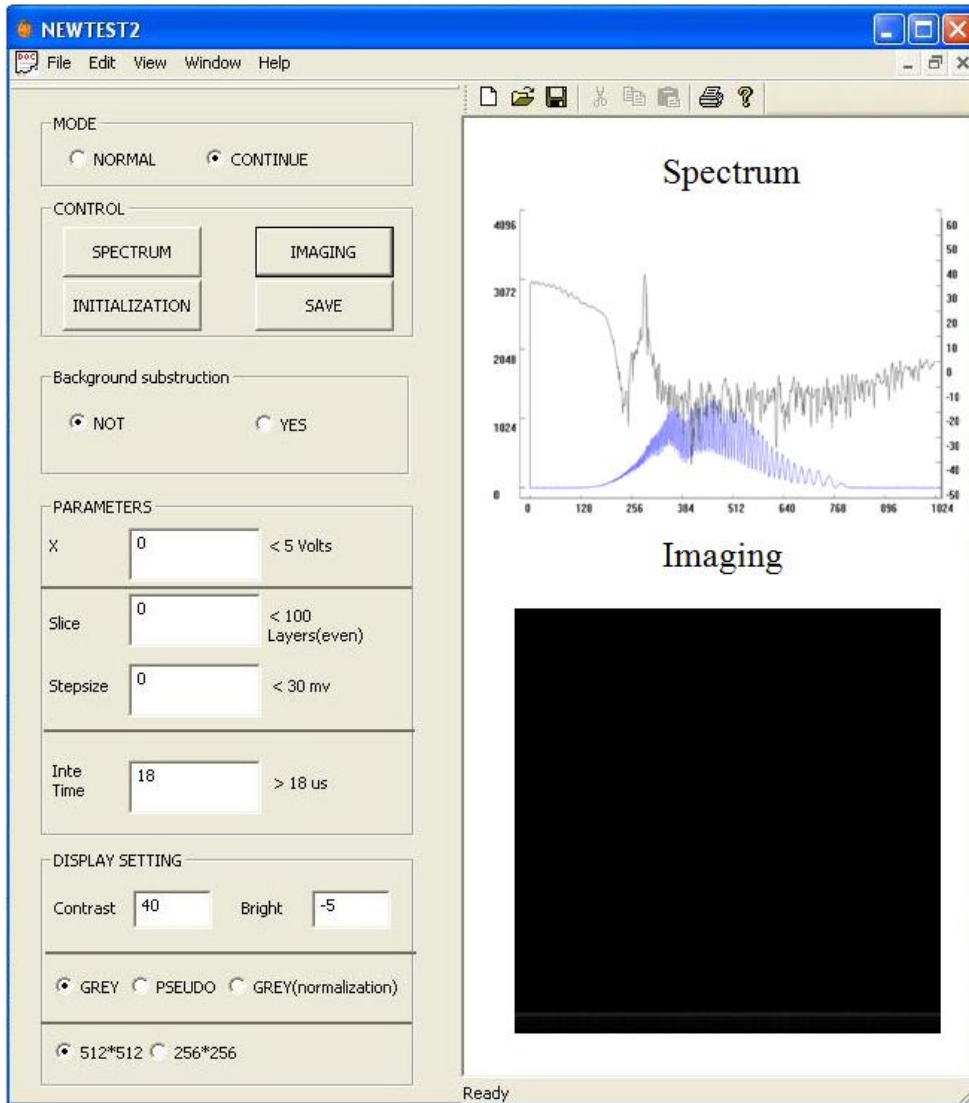 NEWTEST2
DOC File Edit View Window Help
MODE
NORMAL CONTINUE
CONTROL
SPECTRUM IMAGING
INITIALIZATION SAVE
Background substruction
NOT YES
PARAMETERS
X 0 < 5 Volts
Slice 0 < 100
Layers(even)
Stepsize 0 < 30 mv
Inte
Time 18 > 18 us
DISPLAY SETTING
Contrast 40 Bright -5
GREY PSEUDO GREY(normalization)
512*512 256*256
Spectrum
4096 60
50
40
3072 30
20
2048 10
0
-10
1024 -20
-30
-40
0 -50
0 128 256 384 512 640 768 896 1024
Imaging
Ready